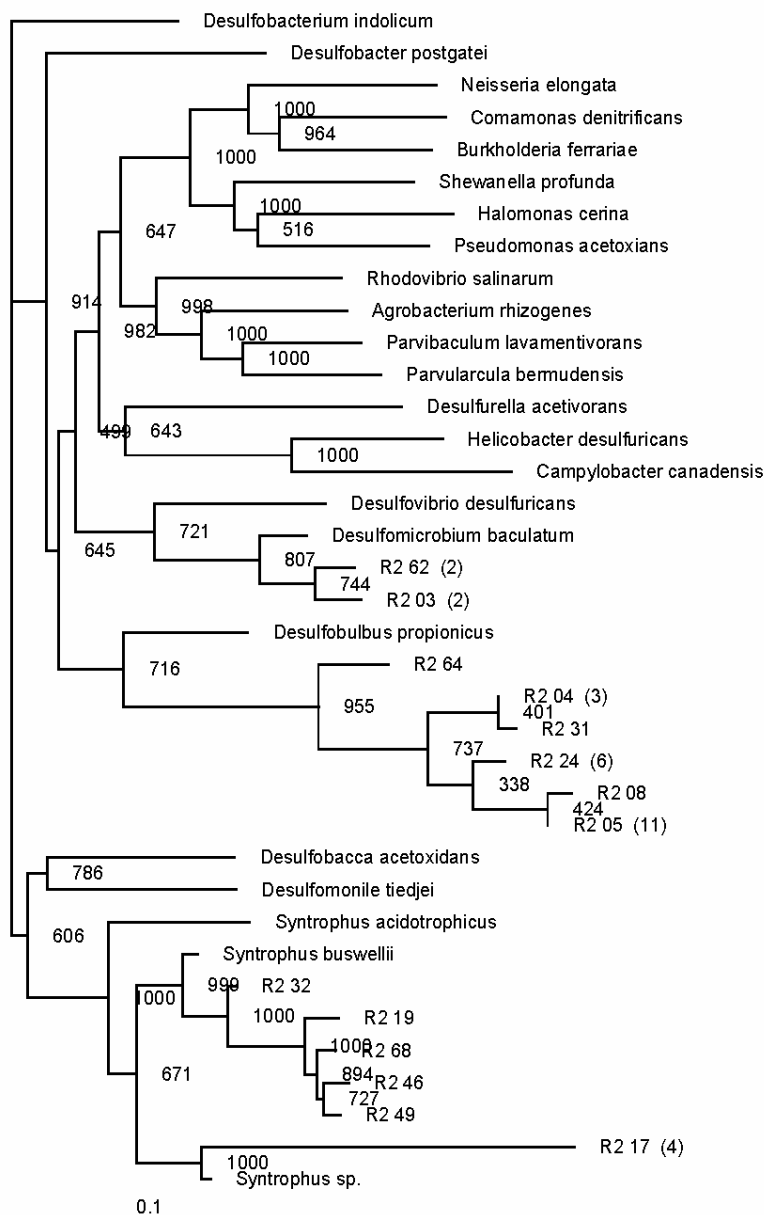 Desulfobacterium indolicum
Desulfobacter postgatei
Neisseria elongata
1000
Comamonas denitrificans
964
Burkholderia ferrariae
1000
Shewanella profunda
1000
Halomonas cerina
516
647
Pseudomonas acetoxians
Rhodovibrio salinarum
914
998
Agrobacterium rhizogenes
982
1000
Parvibaculum lavamentivorans
1000
Parvularcula bermudensis
Desulfurella acetivorans
499
643
Helicobacter desulfuricans
1000
Campylobacter canadensis
Desulfovibrio desulfuricans
721
Desulfomicrobium baculatum
645
807
R2 62 (2)
744
R2 03 (2)
Desulfobulbus propionicus
716
R2 64
R2 04 (3)
955
401
R2 31
737
R2 24 (6)
338
R2 08
424
R2 05 (11)
Desulfobacca acetoxidans
786
Desulfomonile tiedjei
Syntrophus acidotrophicus
606
Syntrophus buswellii
999
R2 32
1000
1000
R2 19
1000
R2 68
671
894
R2 46
727
R2 49
R2 17 (4)
1000
Syntrophus sp.
0.1